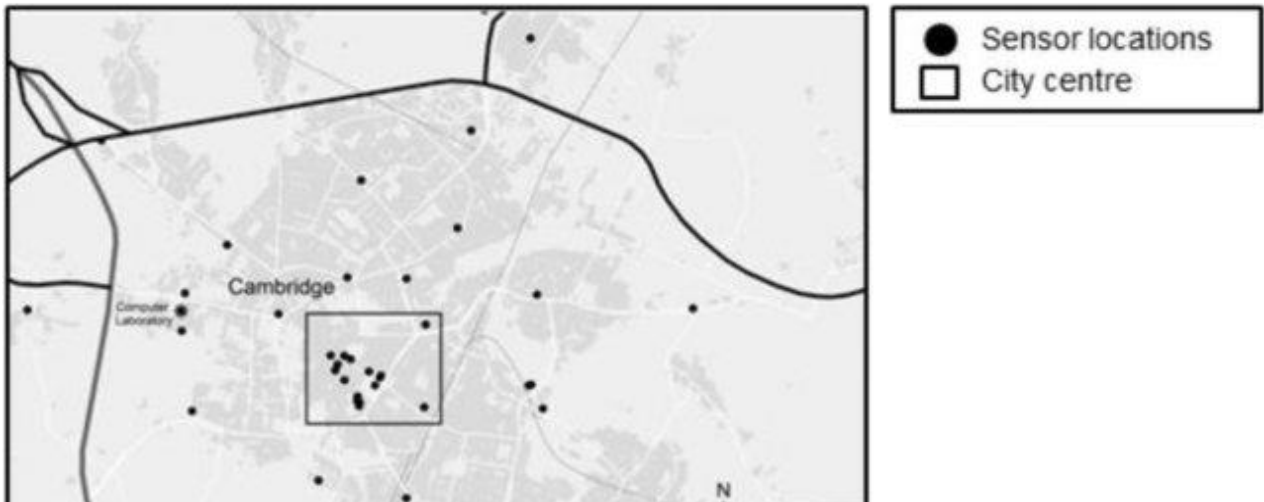 Sensor locations
City centre
Cambridge
Computer
Laboratory
N